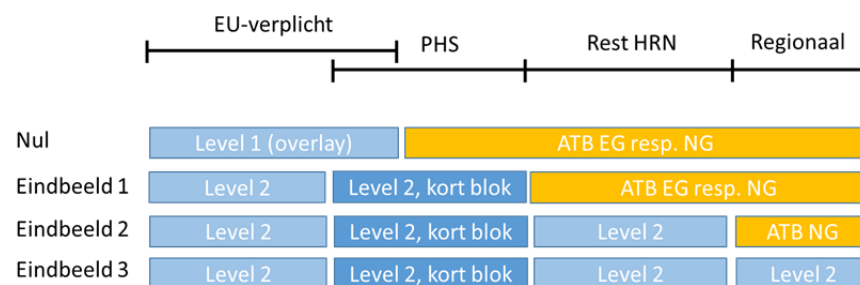 EU-verplicht
PHS
Rest HRN
Regionaal
Nul
Level 1 (overlay)
ATB EG resp. NG
Eindbeeld 1
Level 2
Level 2, kort blok
ATB EG resp. NG
Eindbeeld 2
Level 2
Level 2, kort blok
Level 2
ATB NG
Eindbeeld 3
Level 2
Level 2, kort blok
Level 2
Level 2